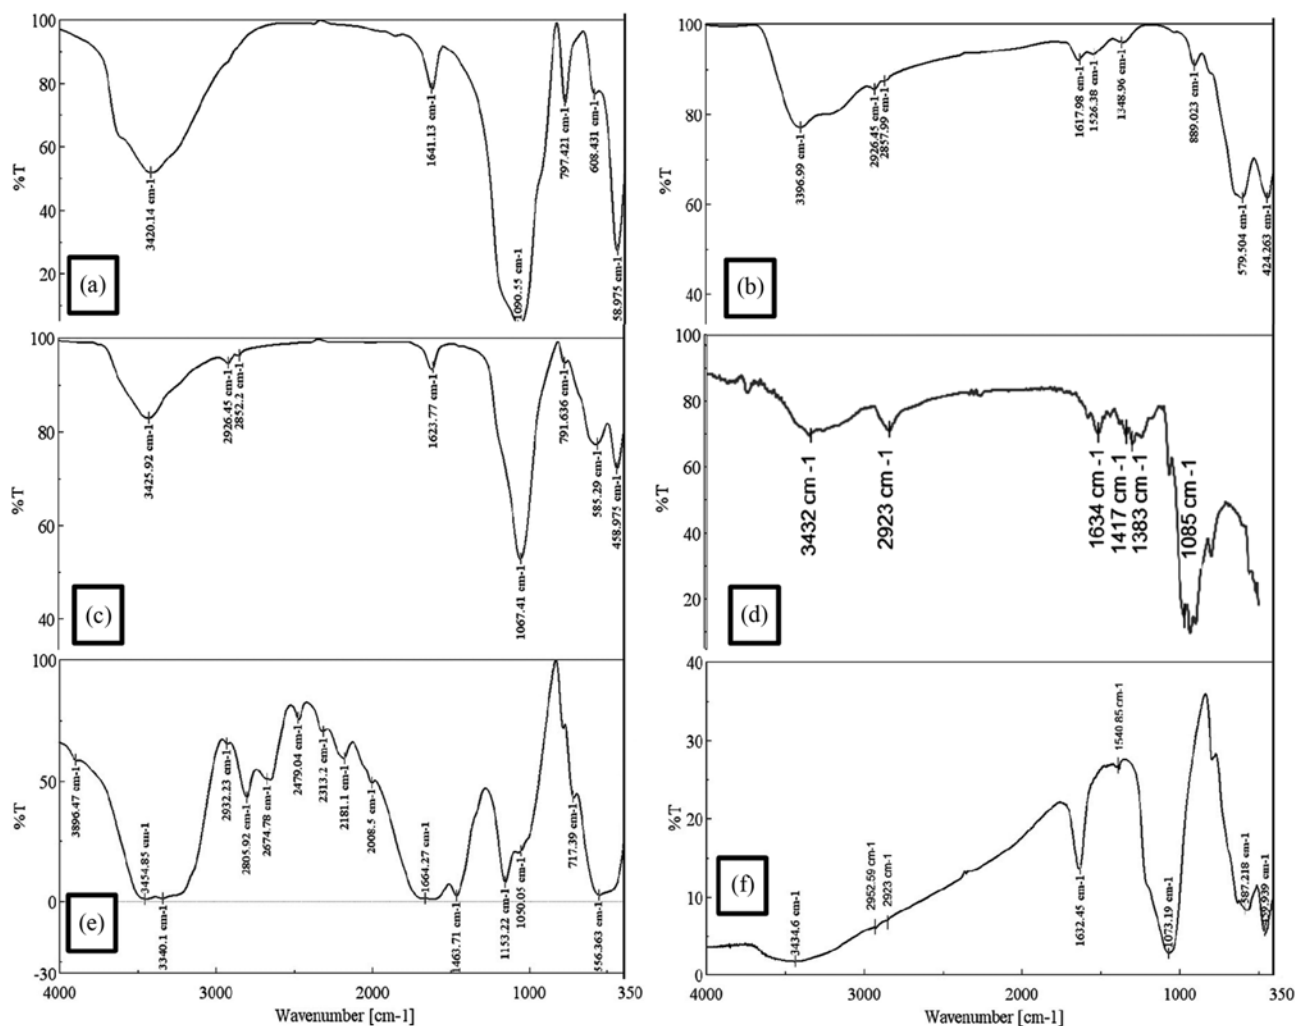 100
80
60
40
20
%T
(a)
3420.14 cm-1
1641.13 cm-1
1090.55 cm-1
797.421 cm-1
608.431 cm-1
58.975 cm-1
100
80
60
40
%T
(b)
3396.99 cm-1
2926.45 cm-1
2857.99 cm-1
1617.98 cm-1
1526.38 cm-1
1348.96 cm-1
889.023 cm-1
579.504 cm-1
424.263 cm-1
100
80
60
40
%T
(c)
3425.92 cm-1
2926.45 cm-1
2852.2 cm-1
1623.77 cm-1
1067.41 cm-1
791.636 cm-1
585.29 cm-1
458.975 cm-1
100
80
60
40
20
%T
(d)
3432 cm -1
2923 cm -1
1634 cm -1
1417 cm -1
1383 cm -1
1085 cm -1
100
50
0
-30
%T
(e)
3896.47 cm-1
3454.85 cm-1
3340.1 cm-1
2932.23 cm-1
2805.92 cm-1
2674.78 cm-1
2479.04 cm-1
2313.2 cm-1
2181.1 cm-1
2008.5 cm-1
1664.27 cm-1
1463.71 cm-1
1153.22 cm-1
1050.05 cm-1
717.39 cm-1
556.363 cm-1
4000
3000
2000
1000
350
Wavenumber [cm-1]
40
30
20
10
0
%T
(f)
3434.6 cm-1
2952.59 cm-1
2923 cm-1
1632.45 cm-1
1540.85 cm-1
1073.19 cm-1
587.218 cm-1
459.939 cm-1
4000
3000
2000
1000
350
Wavenumber [cm-1]